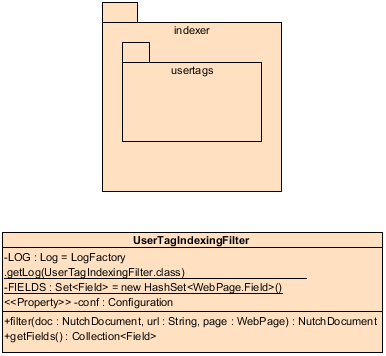 indexer
usertags
UserTagIndexingFilter
-LOG : Log = LogFactory
.getLog(UserTagIndexingFilter.class)
-FIELDS : Set<Field> = new HashSet<WebPage.Field>()
<<Property>> -conf : Configuration
+filter(doc : NutchDocument, url : String, page : WebPage) : NutchDocument
+getFields() : Collection<Field>